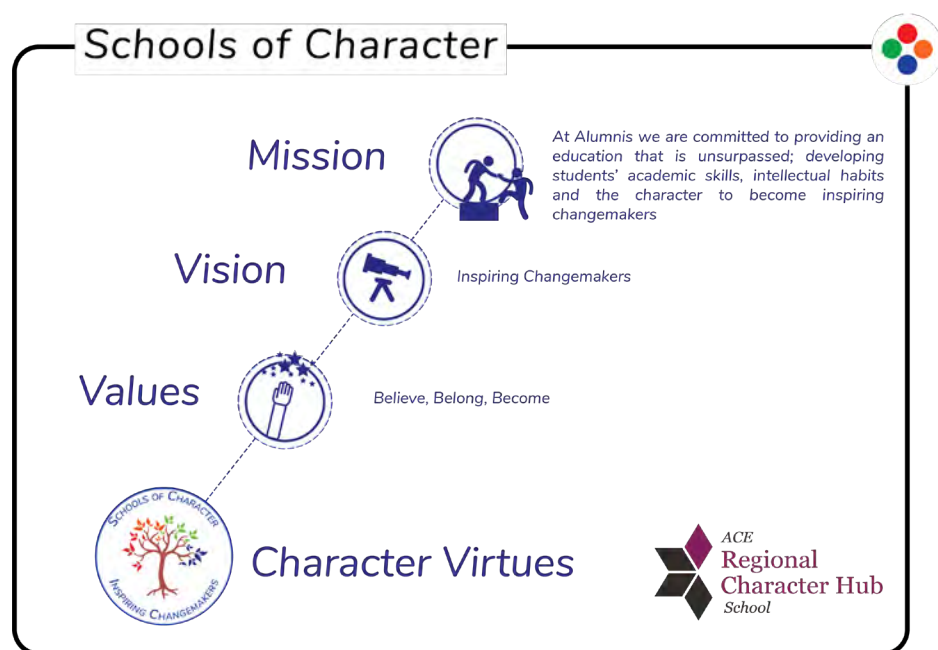 Schools of Character
Mission
At Alumnis we are committed to providing an
education that is unsurpassed; developing
students’ academic skills, intellectual habits
and the character to become inspiring
changemakers
Vision
Inspiring Changemakers
Values
Believe, Belong, Become
Schools of Character
Inspiring Changemakers
Character Virtues
ACE
Regional
Character Hub
School